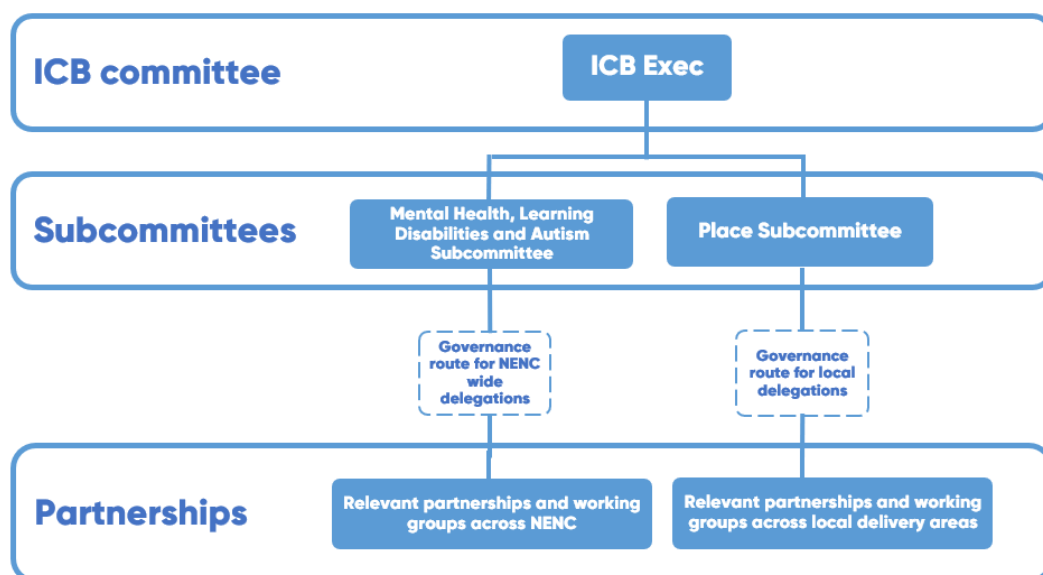 ICB committee
ICB Exec
Subcommittees
Mental Health, Learning
Disabilities and Autism
Subcommittee
Place Subcommittee
Governance
route for NENC
wide
delegations
Governance
route for local
delegations
Partnerships
Relevant partnerships and working
groups across NENC
Relevant partnerships and working
groups across local delivery areas